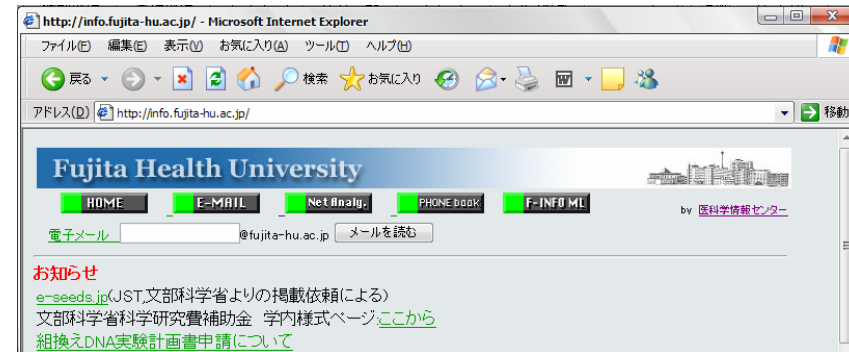 http://info.fujita-hu.ac.jp/ - Microsoft Internet Explorer
ファイル(F) 編集(E) 表示(V) お気に入り(A) ツール(T) ヘルプ(H)
戻る 検索 お気に入り
アドレス(D) http://info.fujita-hu.ac.jp/ 移動
Fujita Health University
HOME E-MAIL Net Analy. PHONE book F-INFO ML by 医科学情報センター
電子メール @fujita-hu.ac.jp メールを読む
お知らせ
e-seeds.jp(JST,文部科学省よりの掲載依頼による)
文部科学省科学研究費補助金 学内様式ページ:ここから
組換えDNA実験計画書申請について